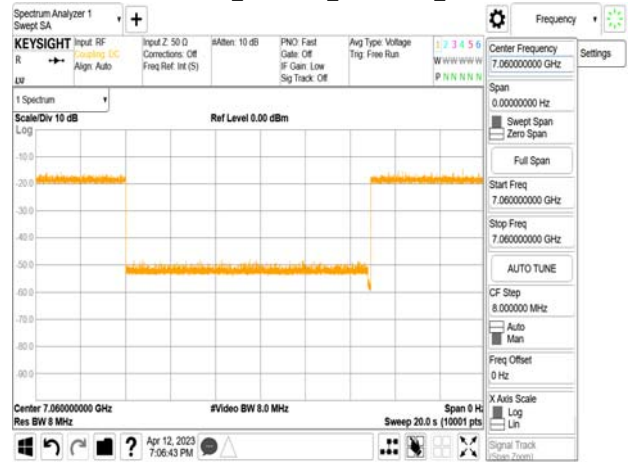 Spectrum Analyzer 1
Swept SA
Frequency
Settings
KEYSIGHT
R
LVI
Input: RF
Coupling: DC
Align: Auto
Input Z: 50 Ω
Corrections: Off
Freq Ref: Int (S)
#Atten: 10 dB
PNO: Fast
Gate: Off
IF Gain: Low
Sig Track: Off
Avg Type: Voltage
Trig: Free Run
1 2 3 4 5 6
W W W W W W
P N N N N N
1 Spectrum
Scale/Div 10 dB
Ref Level 0.00 dBm
Log
-10.0
-20.0
-30.0
-40.0
-50.0
-60.0
-70.0
-80.0
-90.0
Center 7.060000000 GHz
#Video BW 8.0 MHz
Span 0 Hz
Res BW 8 MHz
Sweep 20.0 s (10001 pts
Center Frequency
7.060000000 GHz
Span
0.00000000 Hz
Swept Span
Zero Span
Full Span
Start Freq
7.060000000 GHz
Stop Freq
7.060000000 GHz
AUTO TUNE
CF Step
8.000000 MHz
Auto
Man
Freq Offset
0 Hz
X Axis Scale
Log
Lin
Signal Track
(Span Zoom)
?
Apr 12, 2023
7:06:43 PM